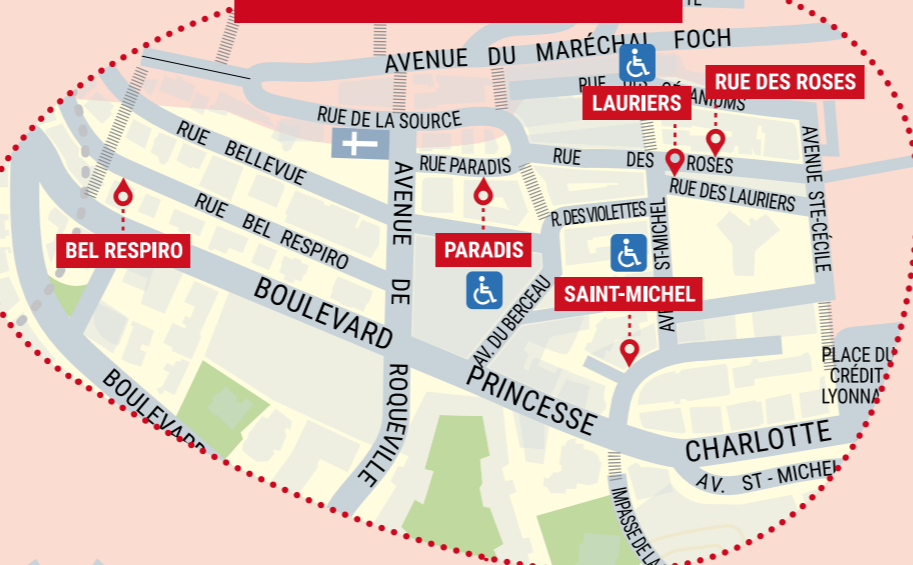 AVENUE DU MARÉCHAL FOCH
RUE DES ROSES
LAURIERS
RUE DE LA SOURCE
RUE BELLEVUE
RUE PARADIS
RUE DES ROSES
RUE DES LAURIERS
AVENUE STE-CÉCILE
RUE BEL RESPIRO
AVENUE DE ROQUEVILLE
R. DES VIOLETTES
ST-MICHEL
BEL RESPIRO
PARADIS
SAINT-MICHEL
AV. DU BERCEAU
BOULEVARD PRINCESSE CHARLOTTE
PLACE DU
CRÉDIT
LYONNA
BOULEVARD
AV. ST - MICHEL
IMPASSE DE LA